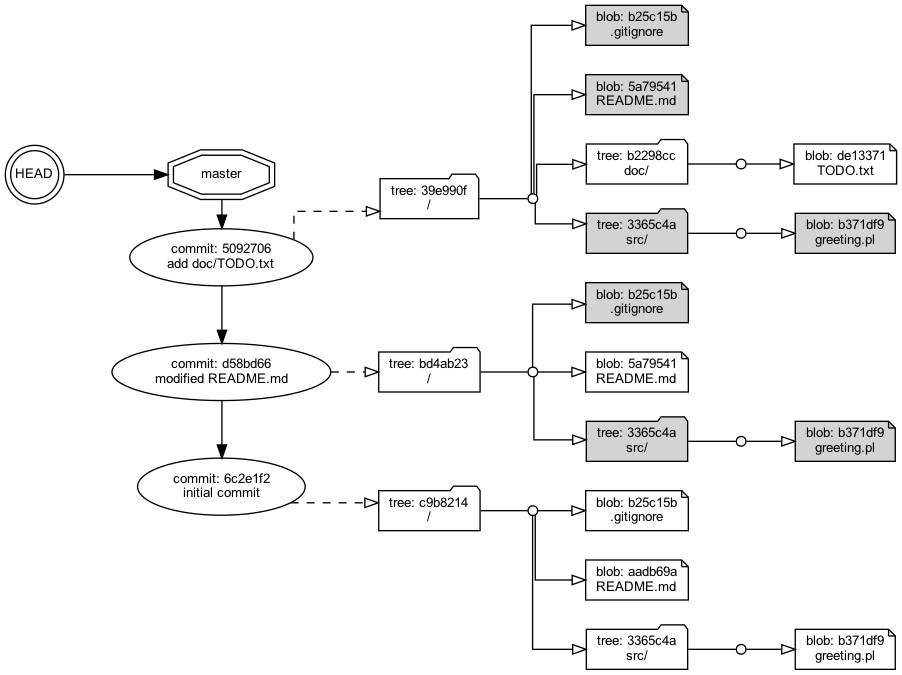 HEAD
master
commit: 5092706
add doc/TODO.txt
tree: 39e990f
/
blob: b25c15b
.gitignore
blob: 5a79541
README.md
tree: b2298cc
doc/
blob: de13371
TODO.txt
tree: 3365c4a
src/
blob: b371df9
greeting.pl
commit: d58bd66
modified README.md
tree: bd4ab23
/
blob: b25c15b
.gitignore
blob: 5a79541
README.md
tree: 3365c4a
src/
blob: b371df9
greeting.pl
commit: 6c2e1f2
initial commit
tree: c9b8214
/
blob: b25c15b
.gitignore
blob: aadb69a
README.md
tree: 3365c4a
src/
blob: b371df9
greeting.pl